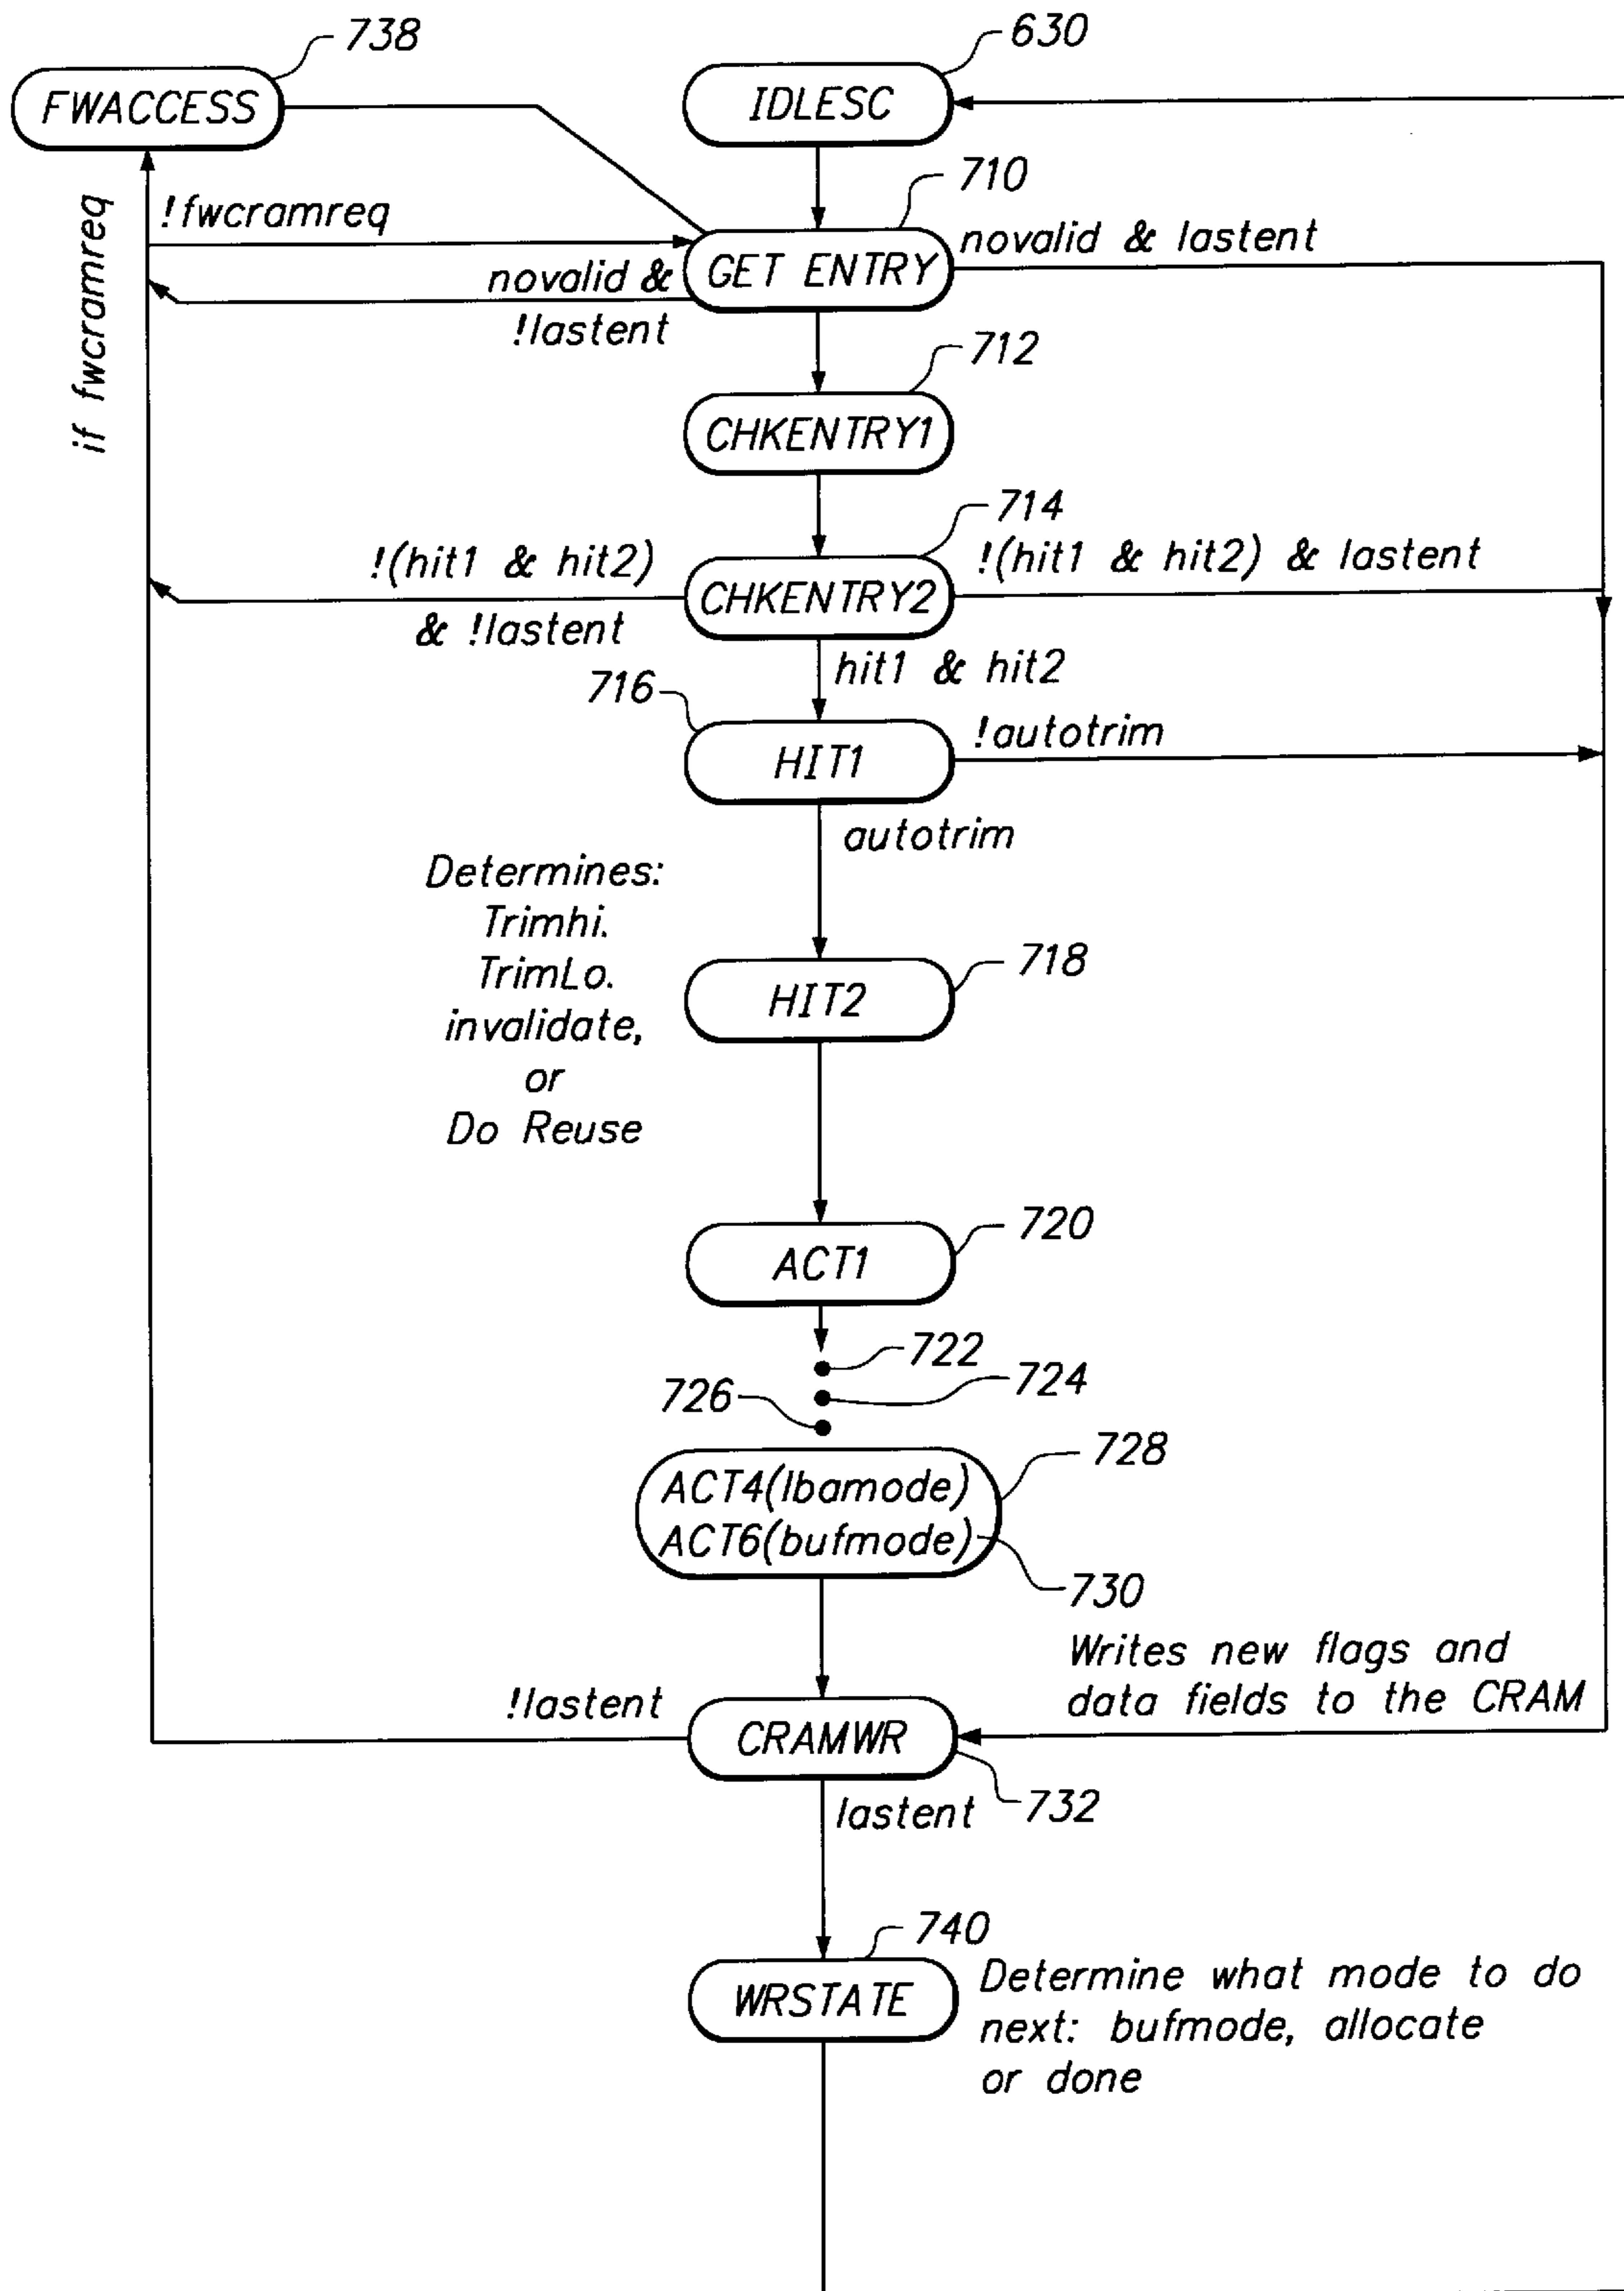 738
630
FWACCESS
IDLESC
710
if fwcramreq
!fwcramreq
novalid & lastent
GET ENTRY
novalid &
!lastent
712
CHKENTRY1
714
!(hit1 & hit2)
!(hit1 & hit2) & lastent
CHKENTRY2
& !lastent
hit1 & hit2
716
!autotrim
HIT1
autotrim
Determines:
Trimhi.
TrimLo.
invalidate,
or
Do Reuse
718
HIT2
720
ACT1
722
724
726
728
ACT4(lbamode)
ACT6(bufmode)
730
Writes new flags and
data fields to the CRAM
!lastent
CRAMWR
732
lastent
740
WRSTATE
Determine what mode to do
next: bufmode, allocate
or done